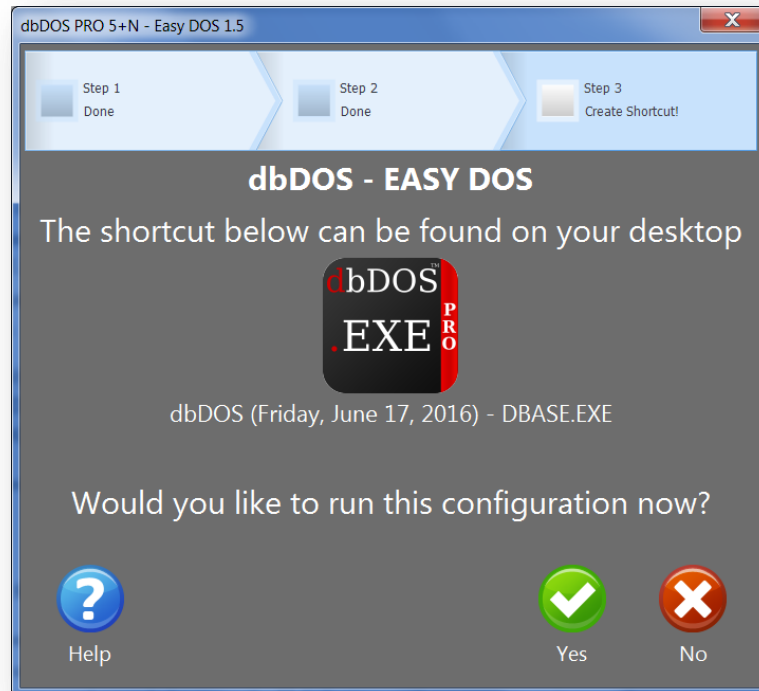 dbDOS PRO 5+N - Easy DOS 1.5
Step 1
Done
Step 2
Done
Step 3
Create Shortcut!
dbDOS - EASY DOS
The shortcut below can be found on your desktop
dbDOS™
.EXE
PRO
dbDOS (Friday, June 17, 2016) - DBASE.EXE
Would you like to run this configuration now?
?
Help
Yes
No